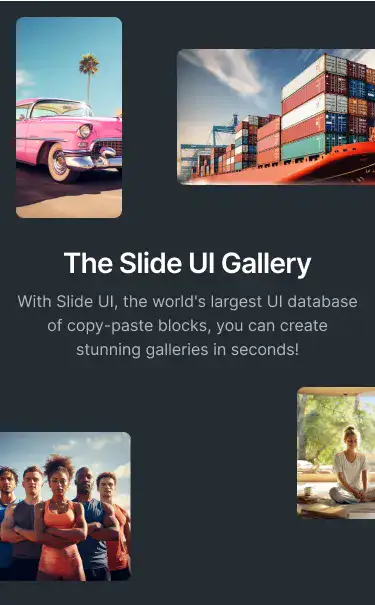 The Slide UI Gallery
With Slide UI, the world's largest UI database
of copy-paste blocks, you can create
stunning galleries in seconds!